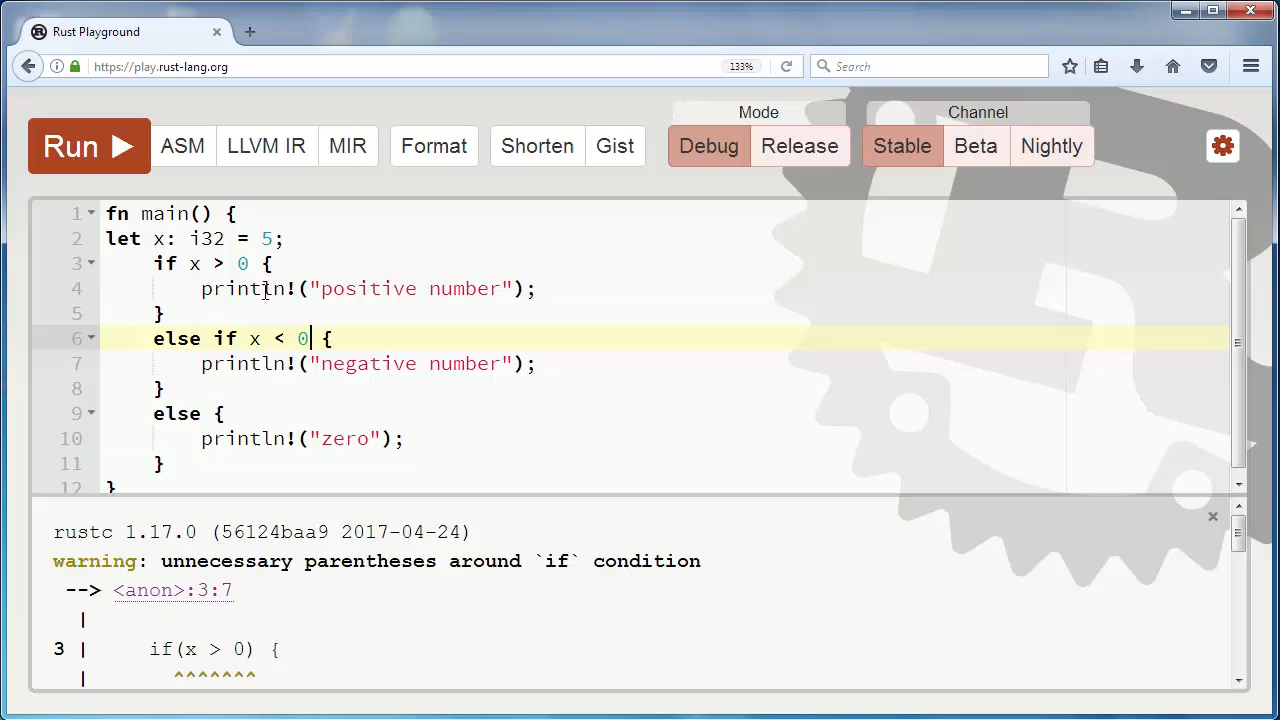 Rust Playground
https://play.rust-lang.org
133%
Search
Mode
Channel
Run
ASM
LLVM IR
MIR
Format
Shorten
Gist
Debug
Release
Stable
Beta
Nightly
1 fn main() {
2 let x: i32 = 5;
3     if x > 0 {
4         println!("positive number");
5     }
6     else if x < 0 {
7         println!("negative number");
8     }
9     else {
10         println!("zero");
11     }
12 }
rustc 1.17.0 (56124baa9 2017-04-24)
warning: unnecessary parentheses around `if` condition
--> <anon>:3:7
|
3 |     if(x > 0) {
|       ^^^^^^^